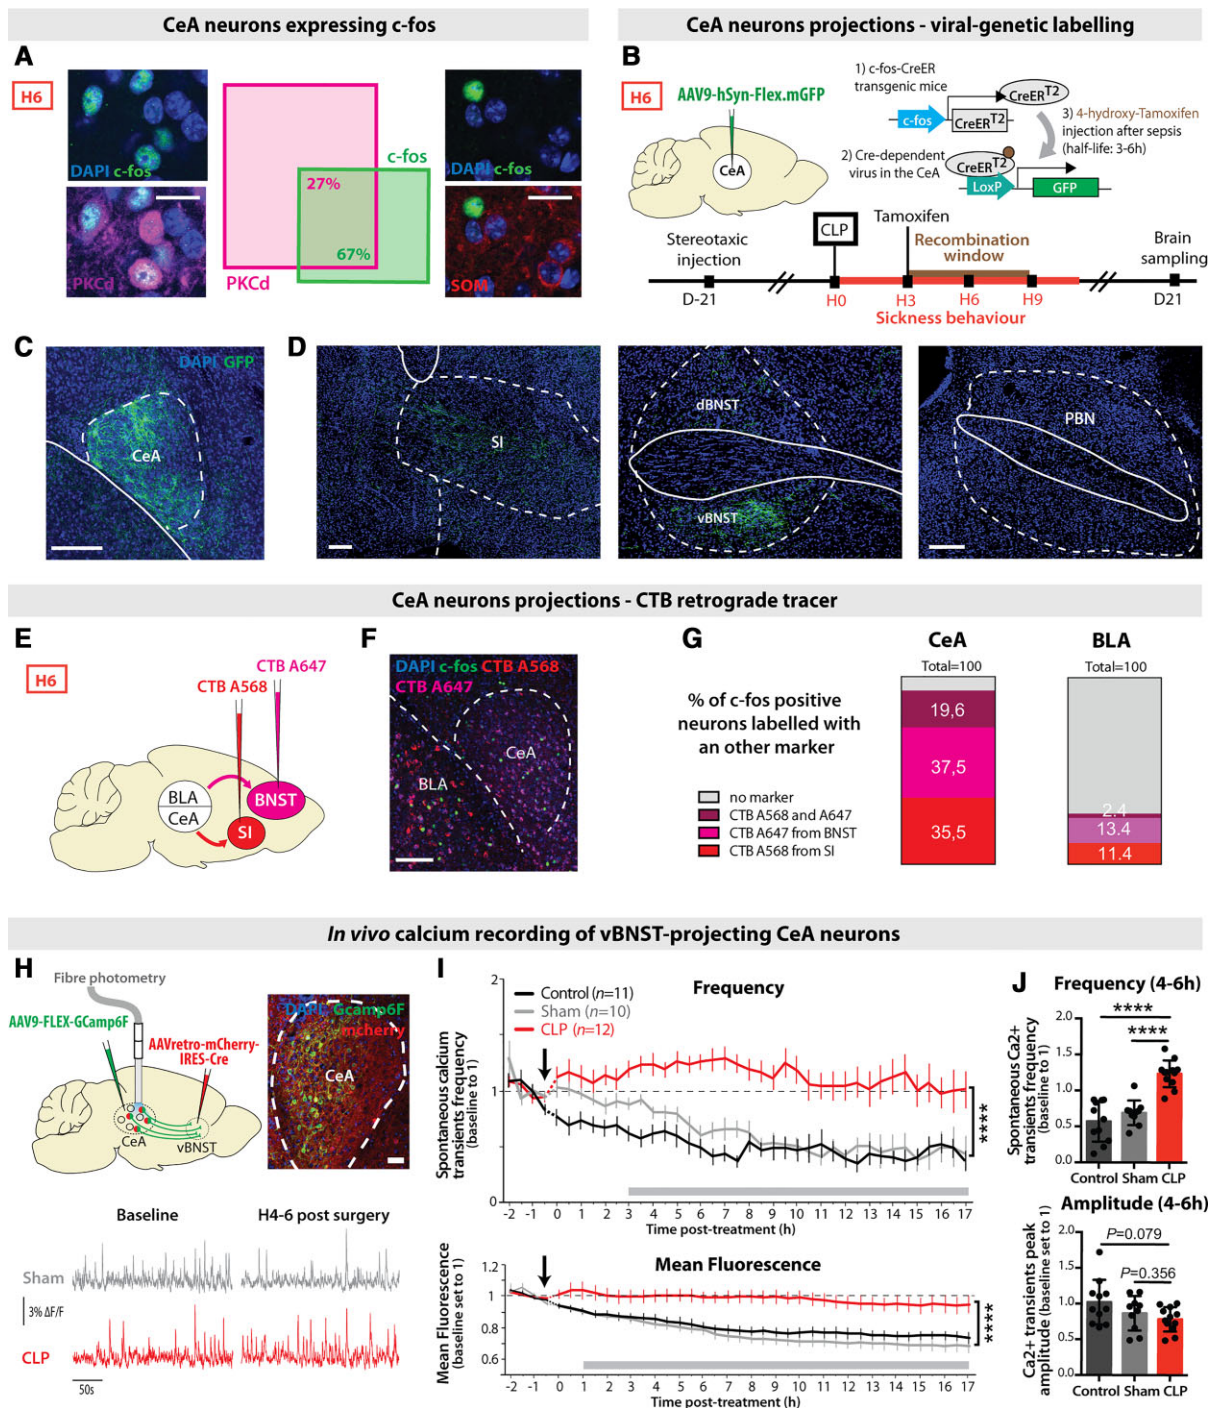 CeA neurons expressing c-fos
CeA neurons projections - viral-genetic labelling
A
H6
DAPI c-fos
PKCd
27%
c-fos
67%
PKCd
DAPI c-fos
SOM
B
H6
AAV9-hSyn-Flex.mGFP
CeA
1) c-fos-CreER
transgenic mice
CreERT2
c-fos
CreERT2
3) 4-hydroxy-Tamoxifen
injection after sepsis
(half-life: 3-6h)
2) Cre-dependent
virus in the CeA
CreERT2
LoxP
GFP
Stereotaxic
injection
D-21
CLP
Tamoxifen
Recombination
window
H0
H3
H6
H9
Sickness behaviour
Brain
sampling
D21
C
DAPI GFP
CeA
D
SI
dBNST
vBNST
PBN
CeA neurons projections - CTB retrograde tracer
E
H6
CTB A647
CTB A568
BLA
CeA
BNST
SI
F
DAPI c-fos CTB A568
CTB A647
CeA
BLA
G
% of c-fos positive
neurons labelled with
an other marker
no marker
CTB A568 and A647
CTB A647 from BNST
CTB A568 from SI
CeA
Total=100
19,6
37,5
35,5
BLA
Total=100
2.4
13.4
11.4
In vivo calcium recording of vBNST-projecting CeA neurons
H
Fibre photometry
AAV9-FLEX-GCamp6F
AAVretro-mCherry-
IRES-Cre
CeA
vBNST
DAPI Gcamp6F
mcherry
CeA
Baseline
H4-6 post surgery
Sham
3% ΔF/F
CLP
50s
I
Frequency
Control (n=11)
Sham (n=10)
CLP (n=12)
Spontaneous calcium
transients frequency
(baseline to 1)
2
1
0
****
-2 -1 0 1 2 3 4 5 6 7 8 9 10 11 12 13 14 15 16 17
Time post-treatment (h)
Mean Fluorescence
Mean Fluorescence
(baseline set to 1)
1.2
1
0.8
0.6
****
-2 -1 0 1 2 3 4 5 6 7 8 9 10 11 12 13 14 15 16 17
Time post-treatment (h)
J
Frequency (4-6h)
****
****
Spontaneous Ca2+
transients frequency
(baseline to 1)
2.0
1.5
1.0
0.5
0.0
Control Sham CLP
Amplitude (4-6h)
P=0.079
P=0.356
Ca2+ transients peak
amplitude (baseline set to 1)
2.0
1.5
1.0
0.5
0.0
Control Sham CLP